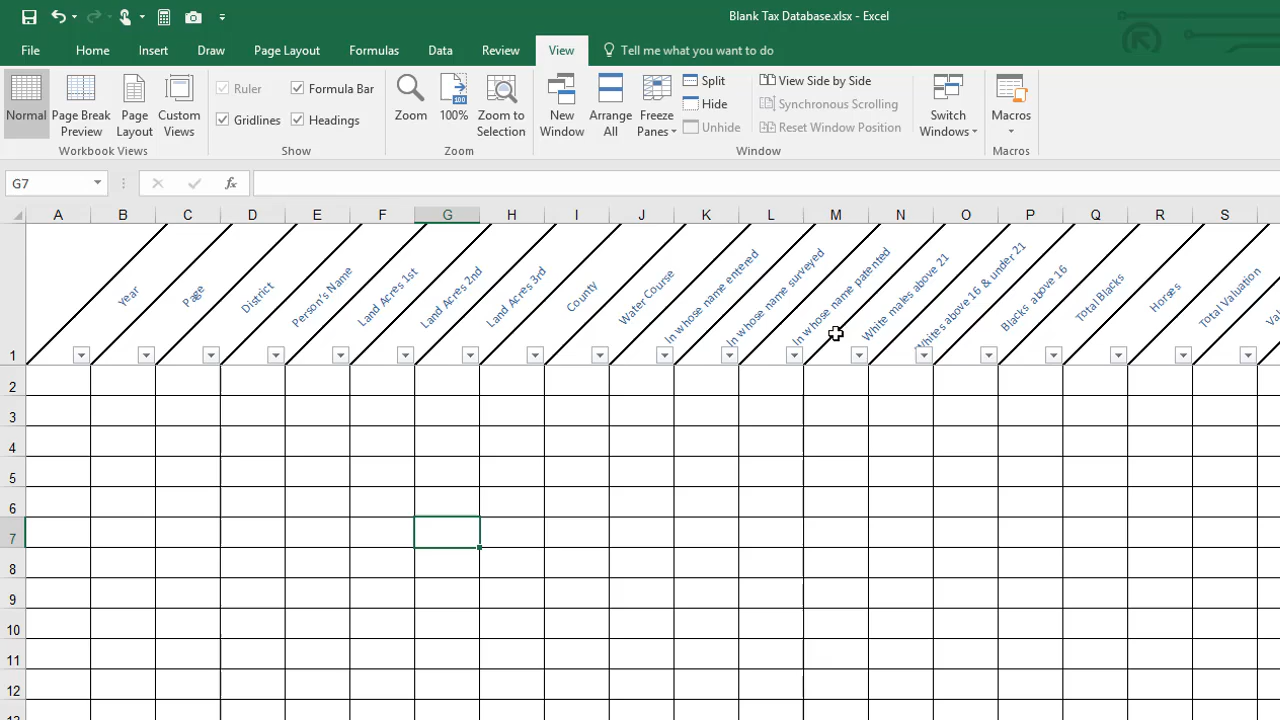 Blank Tax Database.xlsx - Excel
File Home Insert Draw Page Layout Formulas Data Review View Tell me what you want to do
Normal
Page Break Preview
Page Layout
Custom Views
Workbook Views
Ruler
Formula Bar
Gridlines
Headings
Show
Zoom
100
100%
Zoom to Selection
Zoom
New Window
Arrange All
Freeze Panes
Split
Hide
Unhide
View Side by Side
Synchronous Scrolling
Reset Window Position
Switch Windows
Window
Macros
Macros
G7 fx
A B C D E F G H I J K L M N O P Q R S
1
Year
Page
District
Person's Name
Land Acres 1st
Land Acres 2nd
Land Acres 3rd
County
Water Course
In whose name entered
In whose name surveyed
In whose name patented
White males above 21
Whites above 16 & under 21
Blacks above 16
Total Blacks
Horses
Total Valuation
2
3
4
5
6
7
8
9
10
11
12